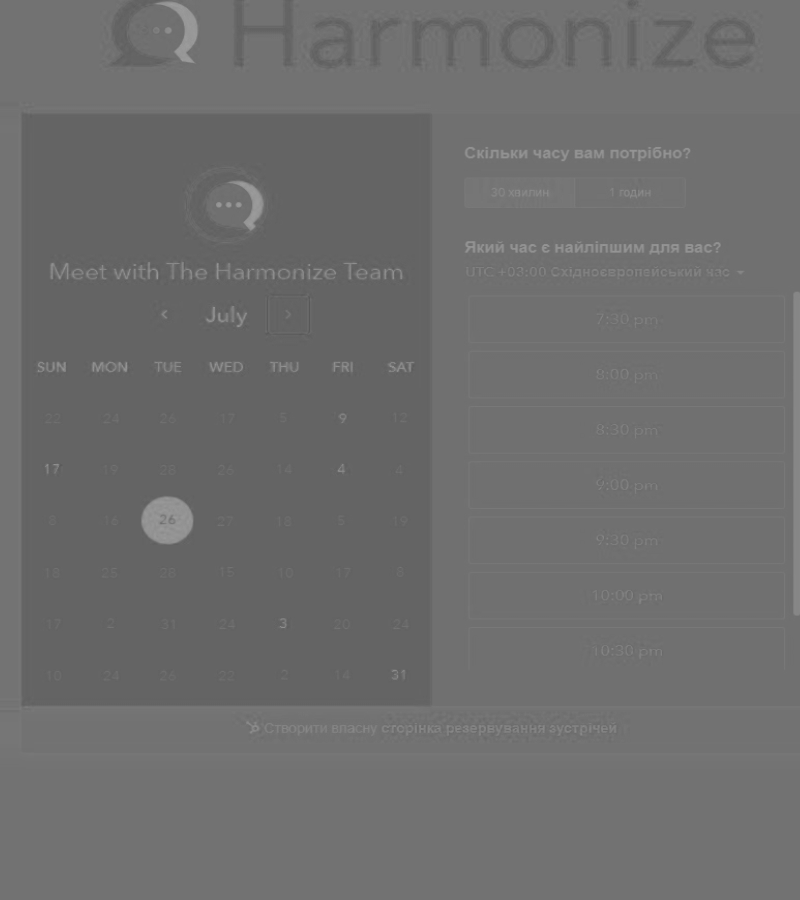 Harmonize
Meet with The Harmonize Team
July
SUN MON TUE WED THU FRI SAT
22 24 26 17 5 9 12
17 19 28 26 14 4 4
8 16 26 27 18 5 19
18 25 28 15 10 17 8
17 2 31 24 3 20 24
10 24 26 22 2 14 31
Скільки часу вам потрібно?
30 хвилин 1 годин
Який час є найліпшим для вас?
UTC +03:00 Східноєвропейський час
7:30 pm
8:00 pm
8:30 pm
9:00 pm
9:30 pm
10:00 pm
10:30 pm
Створити власну сторінка резервування зустрічей